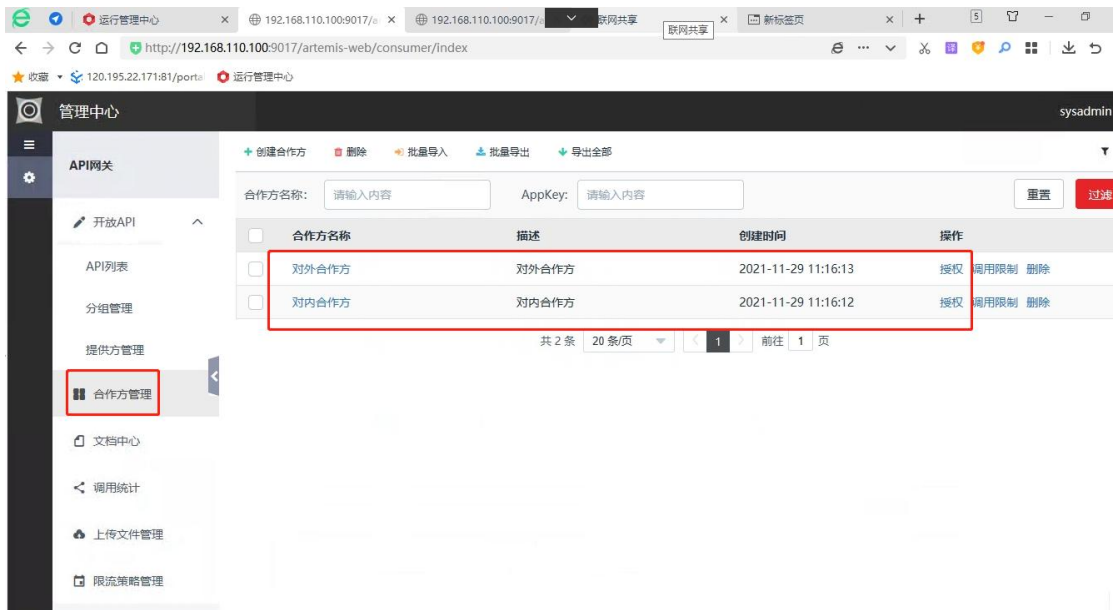 运行管理中心 192.168.110.100:9017/a 192.168.110.100:9017/a 联网共享 新标签页 5
联网共享
http://192.168.110.100:9017/artemis-web/consumer/index
收藏 120.195.22.171:81/porta 运行管理中心
管理中心 sysadmin
API网关
创建合作方 删除 批量导入 批量导出 导出全部
合作方名称: 请输入内容 AppKey: 请输入内容 重置 过滤
开放API
合作方名称 描述 创建时间 操作
API列表
对外合作方 对外合作方 2021-11-29 11:16:13 授权 调用限制 删除
分组管理
对内合作方 对内合作方 2021-11-29 11:16:12 授权 调用限制 删除
提供方管理
共 2 条 20 条/页 1 前往 1 页
合作方管理
文档中心
调用统计
上传文件管理
限流策略管理